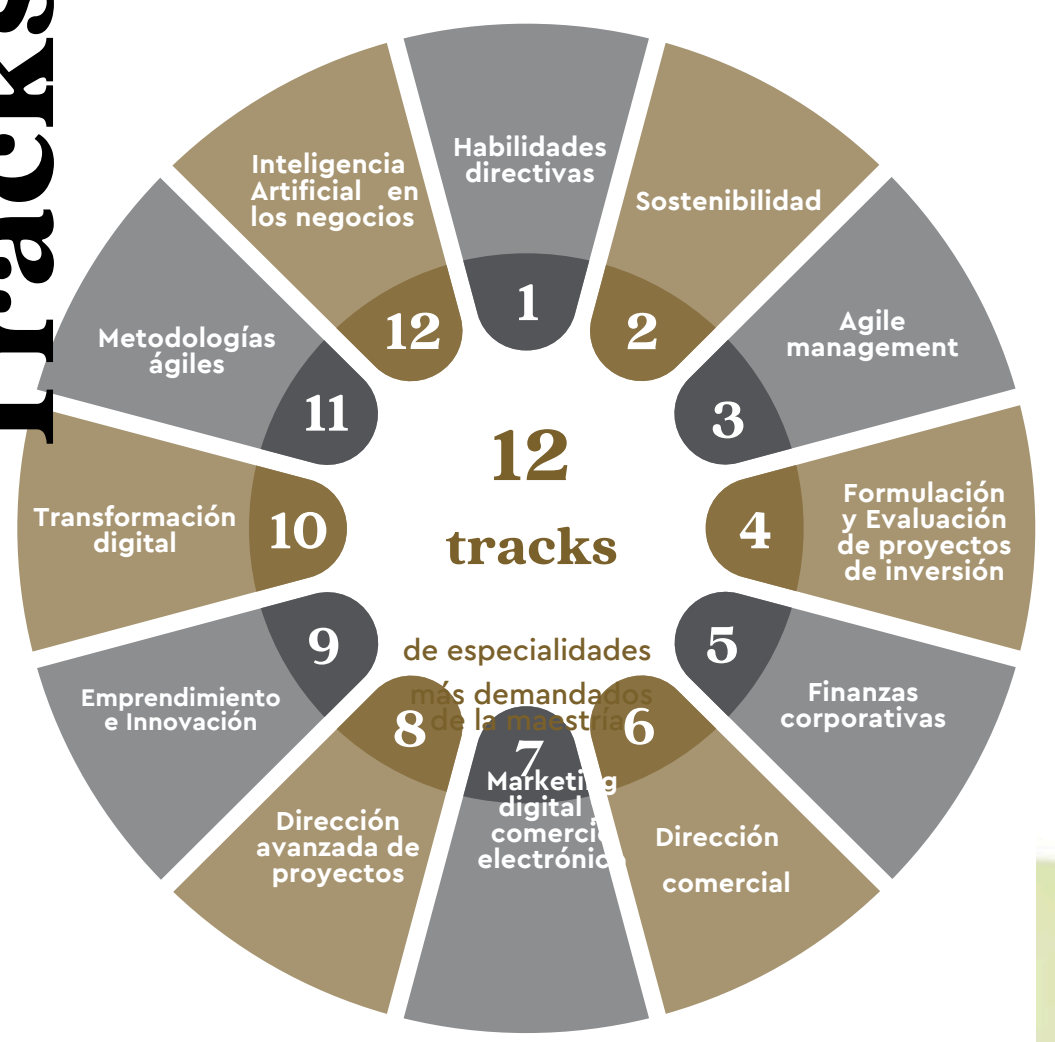 Tracks
12
tracks
de especialidades
más demandados
de la maestría
1
Habilidades
directivas
2
Sostenibilidad
3
Agile
management
4
Formulación
y Evaluación
de proyectos
de inversión
5
Finanzas
corporativas
6
Dirección
comercial
7
Marketing
digital
comercio
electrónico
8
Dirección
avanzada de
proyectos
9
Emprendimiento
e Innovación
10
Transformación
digital
11
Metodologías
ágiles
12
Inteligencia
Artificial en
los negocios